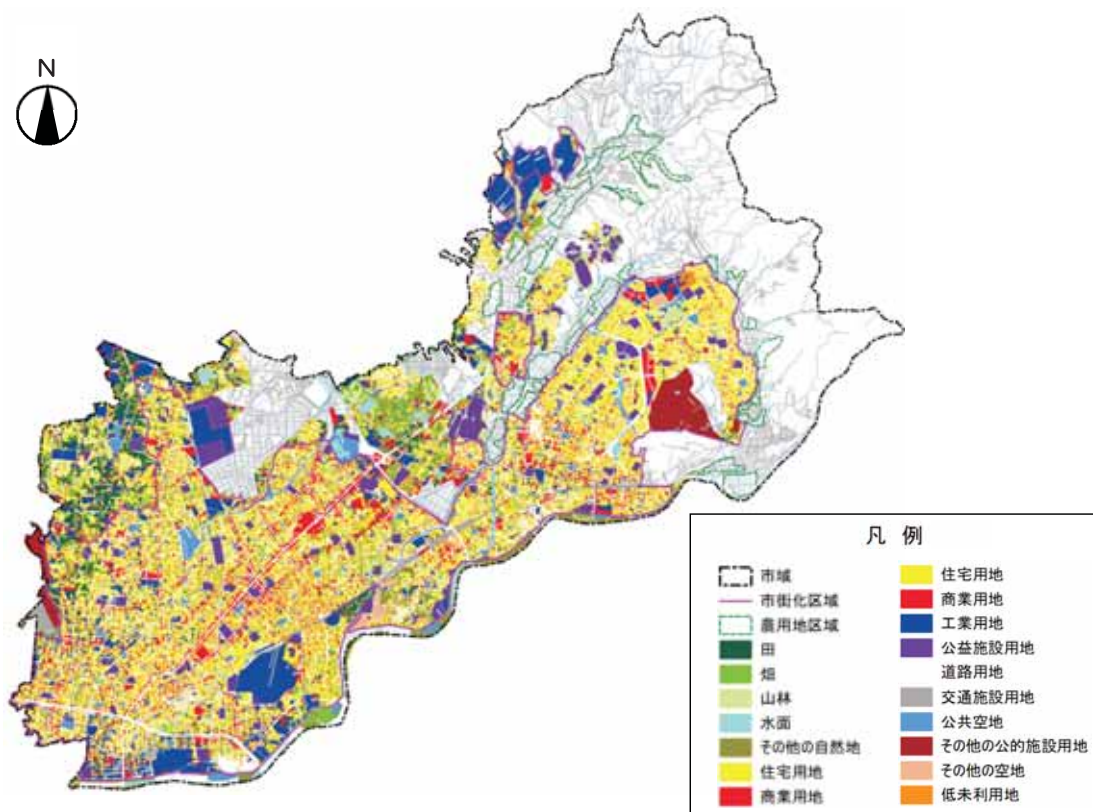 N
凡 例
市域
市街化区域
農用地区域
田
畑
山林
水面
その他の自然地
住宅用地
商業用地
住宅用地
商業用地
工業用地
公益施設用地
道路用地
交通施設用地
公共空地
その他の公的施設用地
その他の空地
低未利用地